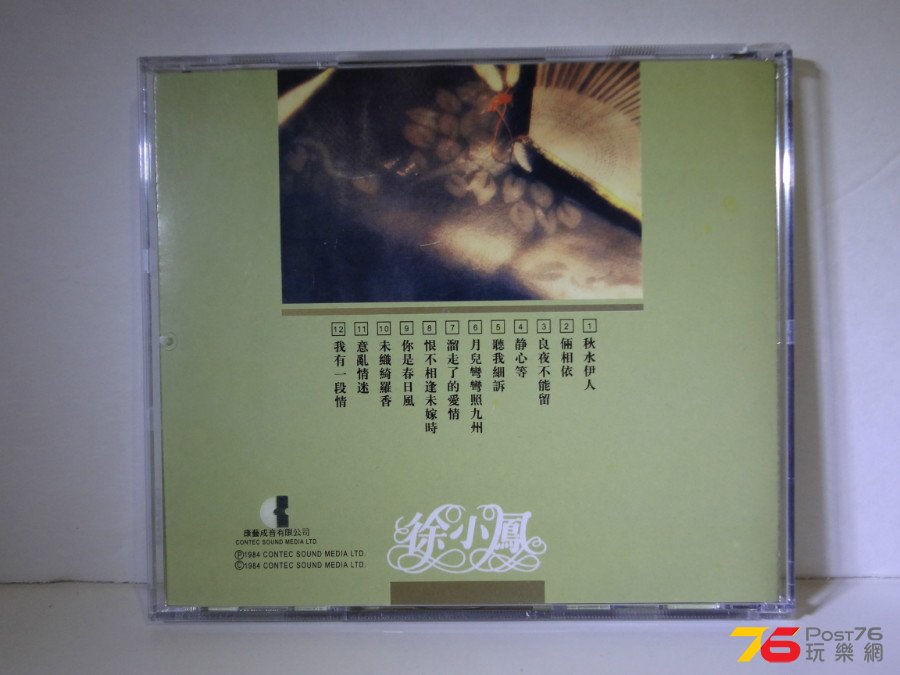 1 秋水伊人
2 倆相依
3 良夜不能留
4 靜心等
5 聽我細訴
6 月兒彎彎照九州
7 溜走了的愛情
8 恨不相逢未嫁時
9 你是春日風
10 未織綺羅香
11 意亂情迷
12 我有一段情
康藝成音有限公司
CONTEC SOUND MEDIA LTD.
Ⓟ1984 CONTEC SOUND MEDIA LTD.
©1984 CONTEC SOUND MEDIA LTD.
徐小鳳
76 POST76
玩樂網